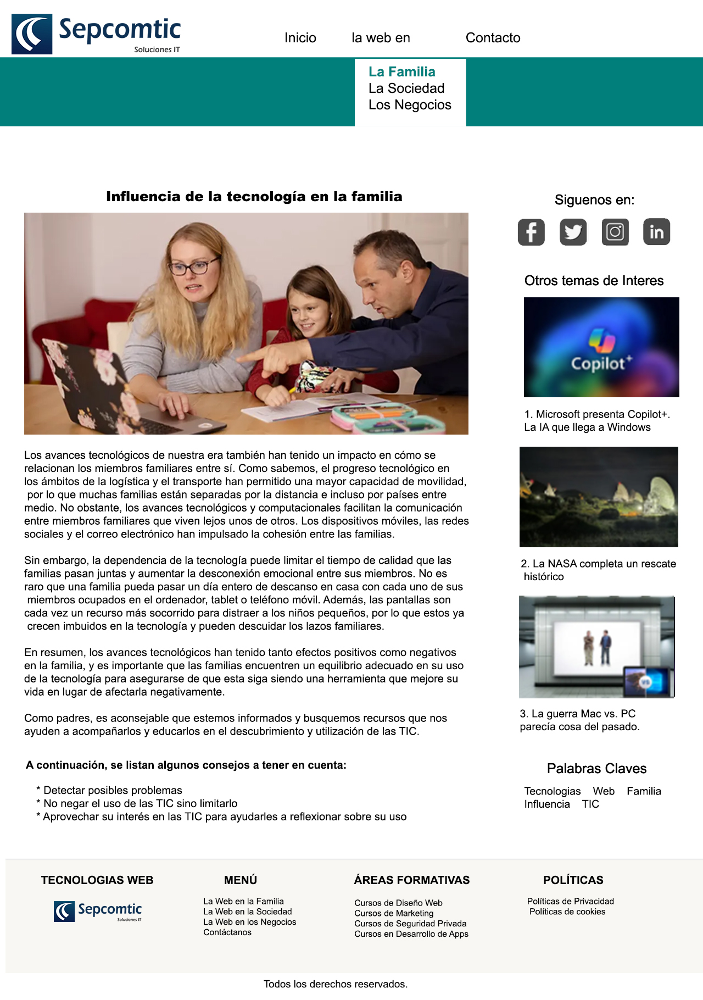 Sepcomtic
Soluciones IT
Inicio la web en Contacto
La Familia
La Sociedad
Los Negocios
Influencia de la tecnología en la familia
Los avances tecnológicos de nuestra era también han tenido un impacto en cómo se
relacionan los miembros familiares entre sí. Como sabemos, el progreso tecnológico en
los ámbitos de la logística y el transporte han permitido una mayor capacidad de movilidad,
por lo que muchas familias están separadas por la distancia e incluso por países entre
medio. No obstante, los avances tecnológicos y computacionales facilitan la comunicación
entre miembros familiares que viven lejos unos de otros. Los dispositivos móviles, las redes
sociales y el correo electrónico han impulsado la cohesión entre las familias.
Sin embargo, la dependencia de la tecnología puede limitar el tiempo de calidad que las
familias pasan juntas y aumentar la desconexión emocional entre sus miembros. No es
raro que una familia pueda pasar un día entero de descanso en casa con cada uno de sus
miembros ocupados en el ordenador, tablet o teléfono móvil. Además, las pantallas son
cada vez un recurso más socorrido para distraer a los niños pequeños, por lo que estos ya
crecen imbuidos en la tecnología y pueden descuidar los lazos familiares.
En resumen, los avances tecnológicos han tenido tanto efectos positivos como negativos
en la familia, y es importante que las familias encuentren un equilibrio adecuado en su uso
de la tecnología para asegurarse de que esta siga siendo una herramienta que mejore su
vida en lugar de afectarla negativamente.
Como padres, es aconsejable que estemos informados y busquemos recursos que nos
ayuden a acompañarlos y educarlos en el descubrimiento y utilización de las TIC.
A continuación, se listan algunos consejos a tener en cuenta:
* Detectar posibles problemas
* No negar el uso de las TIC sino limitarlo
* Aprovechar su interés en las TIC para ayudarles a reflexionar sobre su uso
Siguenos en:
f
in
Otros temas de Interes
Copilot+
1. Microsoft presenta Copilot+.
La IA que llega a Windows
2. La NASA completa un rescate
histórico
VS
3. La guerra Mac vs. PC
parecía cosa del pasado.
Palabras Claves
Tecnologias Web Familia
Influencia TIC
TECNOLOGIAS WEB
Sepcomtic
Soluciones IT
MENÚ
La Web en la Familia
La Web en la Sociedad
La Web en los Negocios
Contáctanos
ÁREAS FORMATIVAS
Cursos de Diseño Web
Cursos de Marketing
Cursos de Seguridad Privada
Cursos en Desarrollo de Apps
POLÍTICAS
Políticas de Privacidad
Políticas de cookies
Todos los derechos reservados.